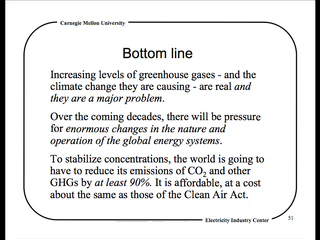 Carnegie Mellon University
Bottom line
Increasing levels of greenhouse gases - and the
climate change they are causing - are real and
they are a major problem.
Over the coming decades, there will be pressure
for enormous changes in the nature and
operation of the global energy systems.
To stabilize concentrations, the world is going to
have to reduce its emissions of CO2 and other
GHGs by at least 90%. It is affordable, at a cost
about the same as those of the Clean Air Act.
Electricity Industry Center
51